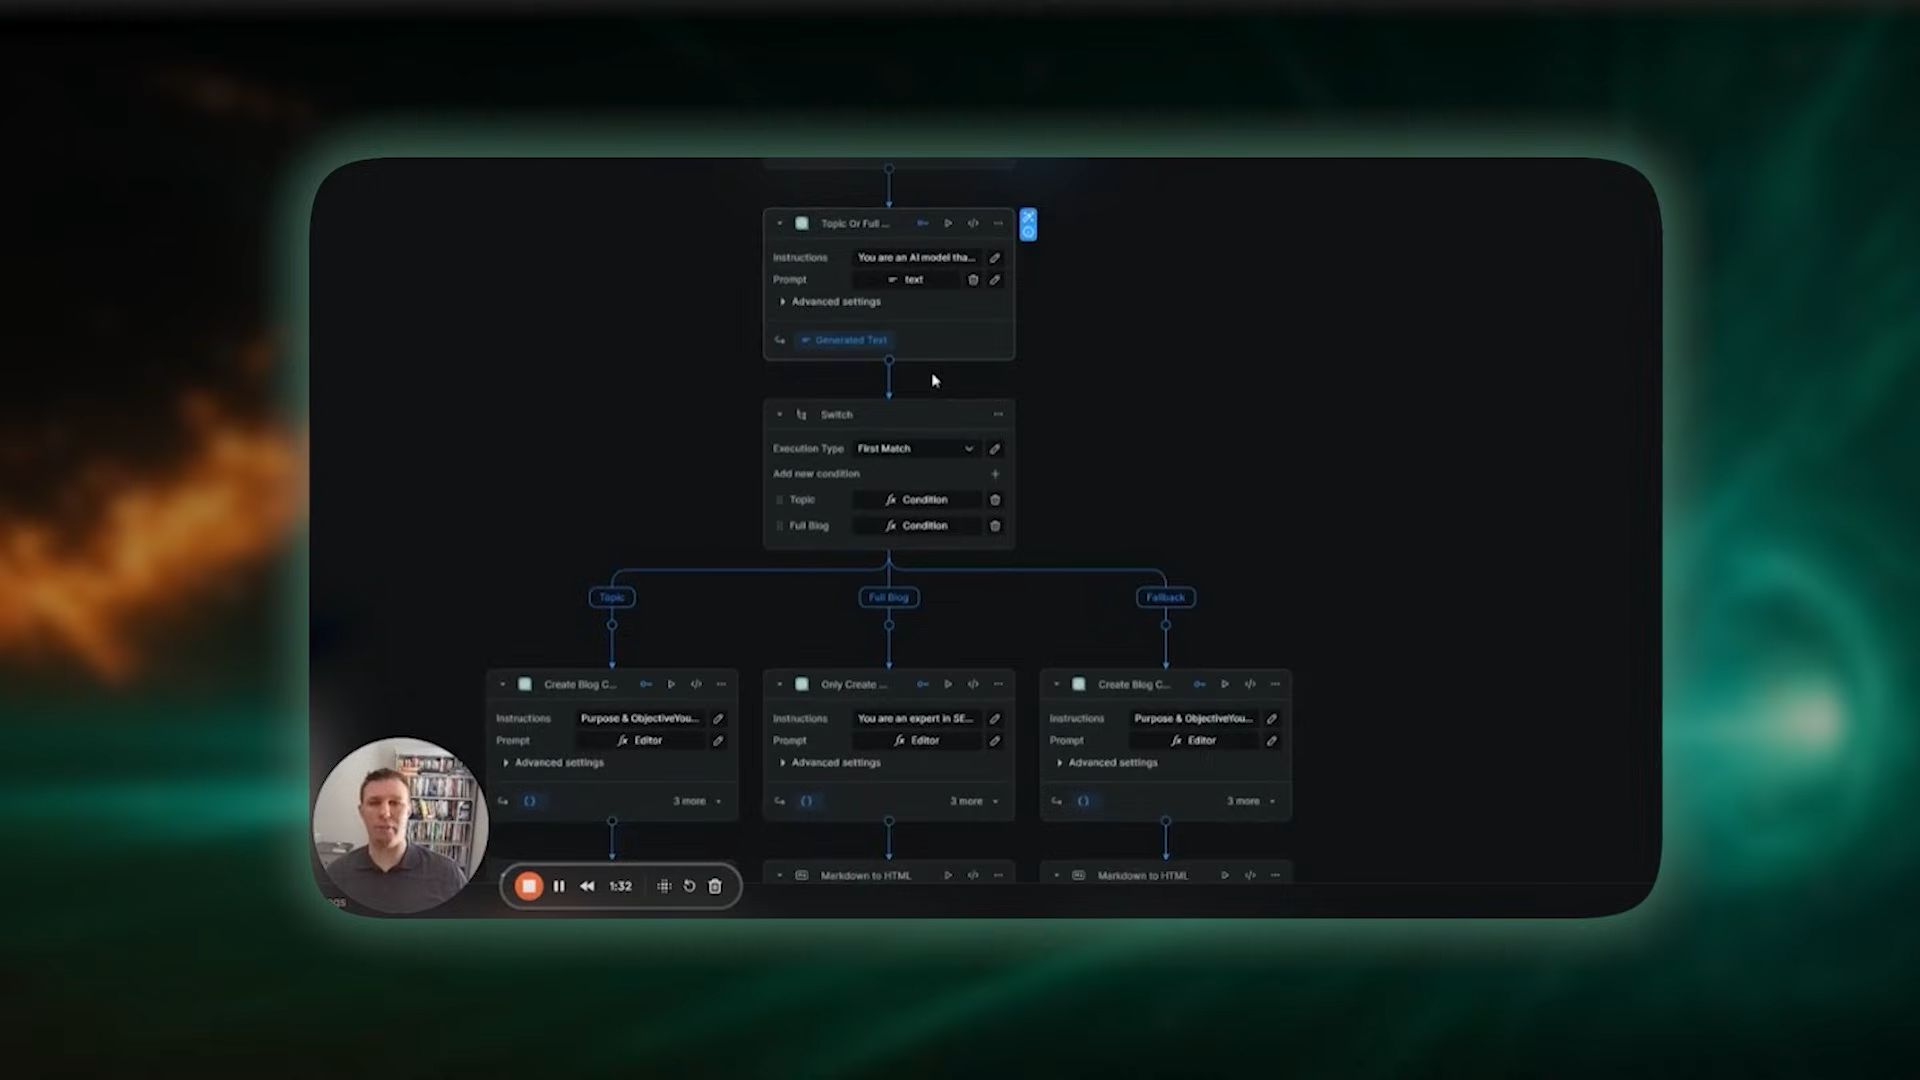 Topic Or Full ...
Instructions You are an AI model tha...
Prompt text
Advanced settings
Generated Text
Switch
Execution Type First Match
Add new condition
Topic fx Condition
Full Blog fx Condition
Topic Full Blog Fallback
Create Blog C... Only Create ... Create Blog C...
Instructions Purpose & ObjectiveYou... Instructions You are an expert in SE... Instructions Purpose & ObjectiveYou...
Prompt fx Editor Prompt fx Editor Prompt fx Editor
Advanced settings Advanced settings Advanced settings
3 more 3 more 3 more
Markdown to HTML Markdown to HTML
1:32